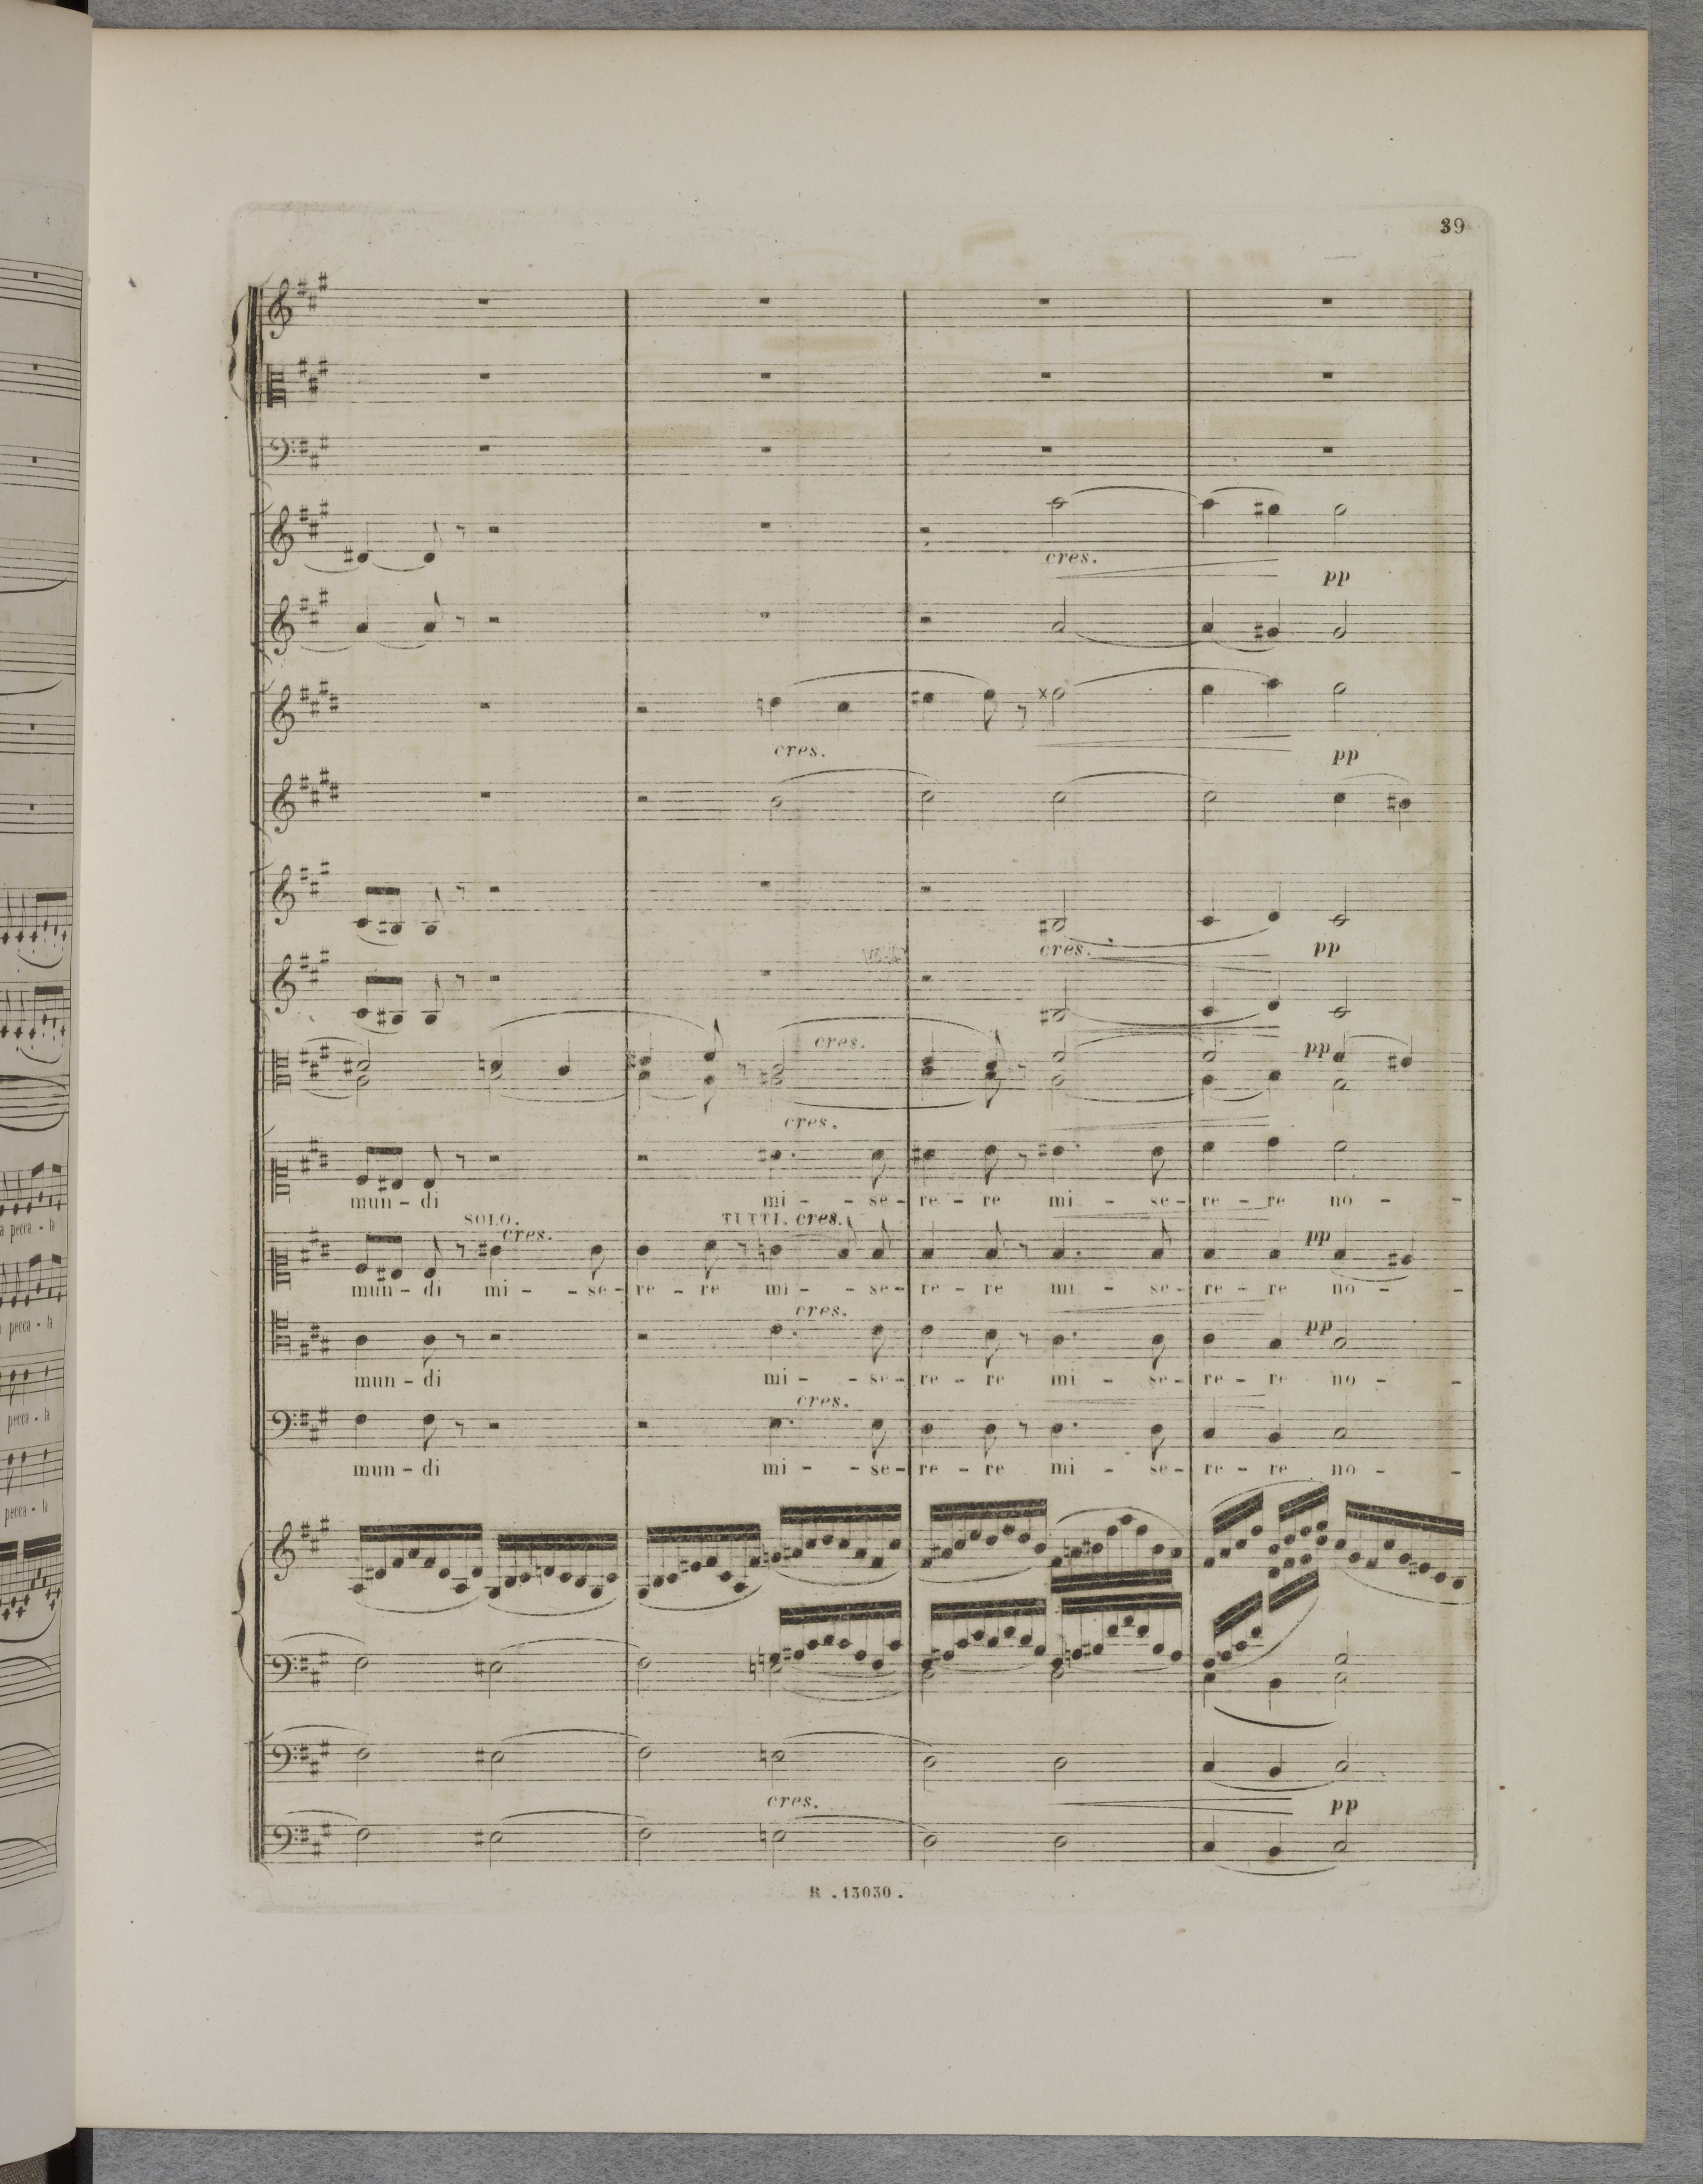 39
cres.
pp
cres.
pp
cres.
pp
cres.
pp
cres.
mun - di mi - - se - re - re mi - se - re - re no - -
SOLO. cres. TUTTI. cres.
pp
mun - di mi - - se - re - re mi - - se - re - re mi - se - re - re no - -
cres.
pp
mun - di mi - - se - re - re mi - se - re - re no - -
cres.
mun - di mi - - se - re - re mi - se - re - re no - -
cres.
pp
R . 13030 .
a pecca - ta
pecca - ta
pecca - ta
pecca - ta